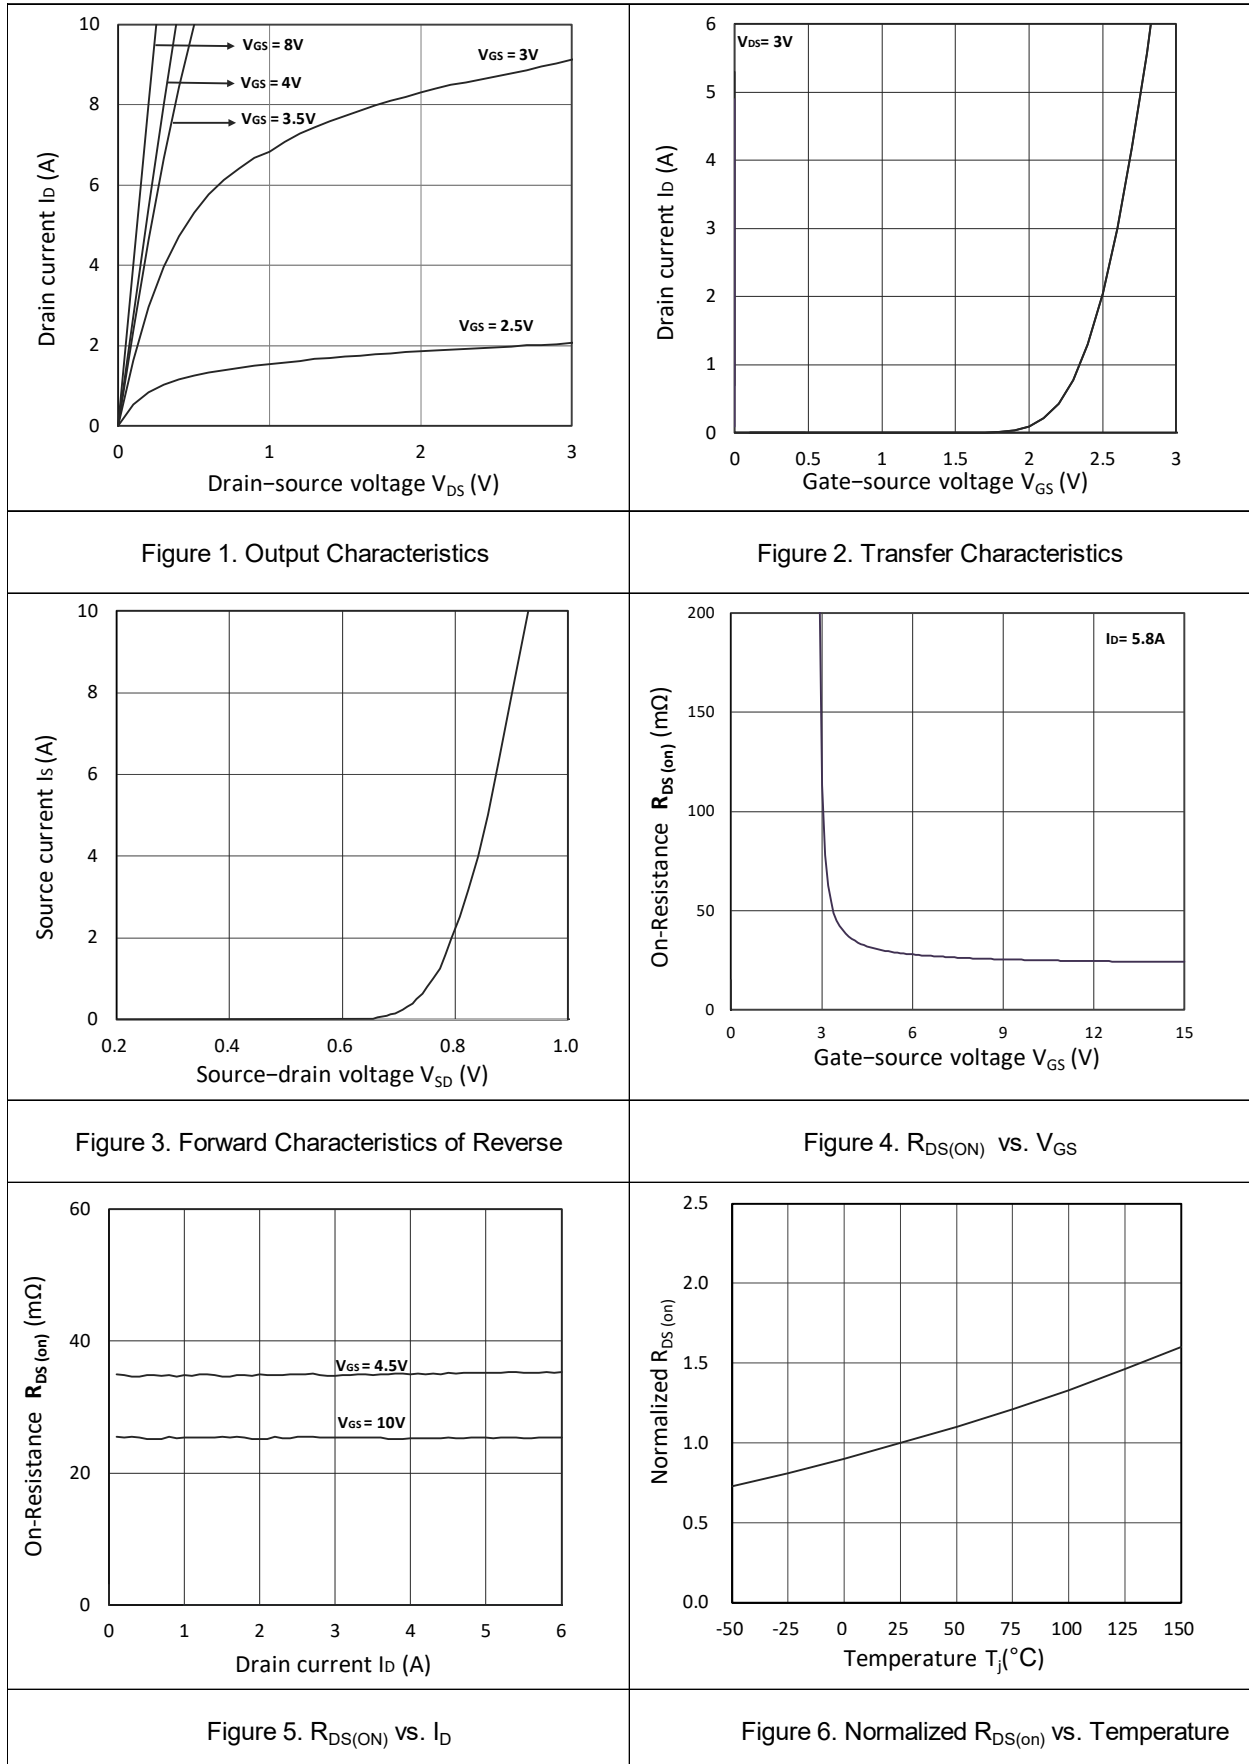 10
8
6
4
2
0
Drain current ID (A)
VGS = 8V
VGS = 4V
VGS = 3.5V
VGS = 3V
VGS = 2.5V
0 1 2 3
Drain−source voltage VDS (V)
Figure 1. Output Characteristics
6
5
4
3
2
1
0
Drain current ID (A)
VDS= 3V
0 0.5 1 1.5 2 2.5 3
Gate−source voltage VGS (V)
Figure 2. Transfer Characteristics
10
8
6
4
2
0
Source current IS (A)
0.2 0.4 0.6 0.8 1.0
Source−drain voltage VSD (V)
Figure 3. Forward Characteristics of Reverse
200
150
100
50
0
On-Resistance RDS (on) (mΩ)
ID= 5.8A
0 3 6 9 12 15
Gate−source voltage VGS (V)
Figure 4. RDS(ON) vs. VGS
60
40
20
0
On-Resistance RDS (on) (mΩ)
VGS = 4.5V
VGS = 10V
0 1 2 3 4 5 6
Drain current ID (A)
Figure 5. RDS(ON) vs. ID
2.5
2.0
1.5
1.0
0.5
0.0
Normalized RDS (on)
-50 -25 0 25 50 75 100 125 150
Temperature Tj(°C)
Figure 6. Normalized RDS(on) vs. Temperature